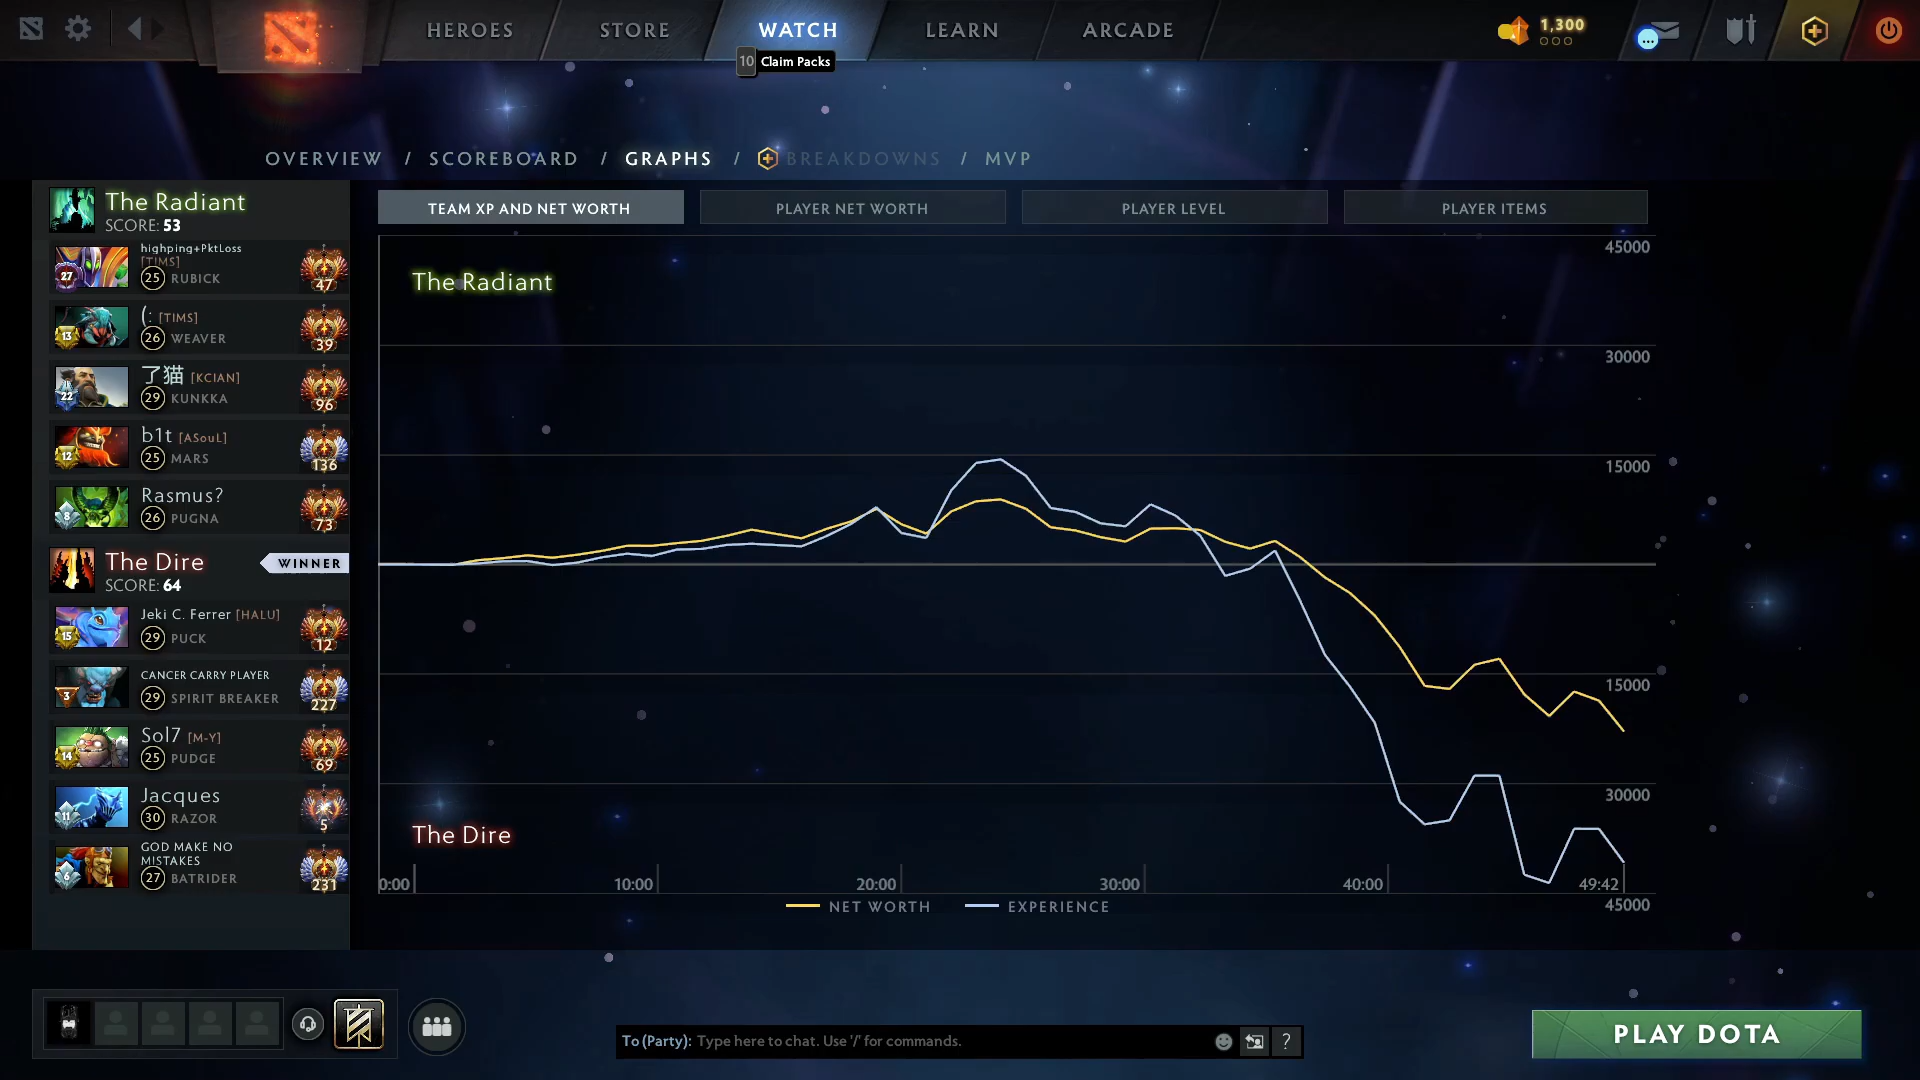 HEROES
STORE
WATCH
LEARN
ARCADE
1,300
10 Claim Packs
OVERVIEW / SCOREBOARD / GRAPHS / BREAKDOWNS / MVP
The Radiant
SCORE: 53
highping+PktLoss
[TIMS]
27
25 RUBICK
47
(: [TIMS]
13
26 WEAVER
39
了猫 [KCIAN]
22
29 KUNKKA
96
b1t [ASouL]
12
25 MARS
136
Rasmus?
8
26 PUGNA
73
The Dire
WINNER
SCORE: 64
Jeki C. Ferrer [HALU]
15
29 PUCK
12
CANCER CARRY PLAYER
3
29 SPIRIT BREAKER
227
Sol7 [M-Y]
14
25 PUDGE
69
Jacques
11
30 RAZOR
5
GOD MAKE NO
MISTAKES
6
27 BATRIDER
231
TEAM XP AND NET WORTH
PLAYER NET WORTH
PLAYER LEVEL
PLAYER ITEMS
45000
The Radiant
30000
15000
15000
30000
The Dire
0:00
10:00
20:00
30:00
40:00
49:42
45000
NET WORTH
EXPERIENCE
To (Party): Type here to chat. Use '/' for commands.
?
PLAY DOTA